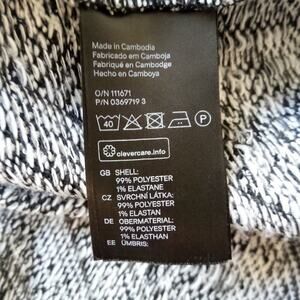 Made in Cambodia
Fabricado em Camboja
Fabriqué en Cambodge
Hecho en Camboya
O/N 111671
P/N 0369719 3
40 P
clevercare.info
GB SHELL:
99% POLYESTER
1% ELASTANE
CZ SVRCHNÍ LÁTKA:
99% POLYESTER
1% ELASTAN
DE OBERMATERIAL:
99% POLYESTER
1% ELASTHAN
EE ÜMBRIS: